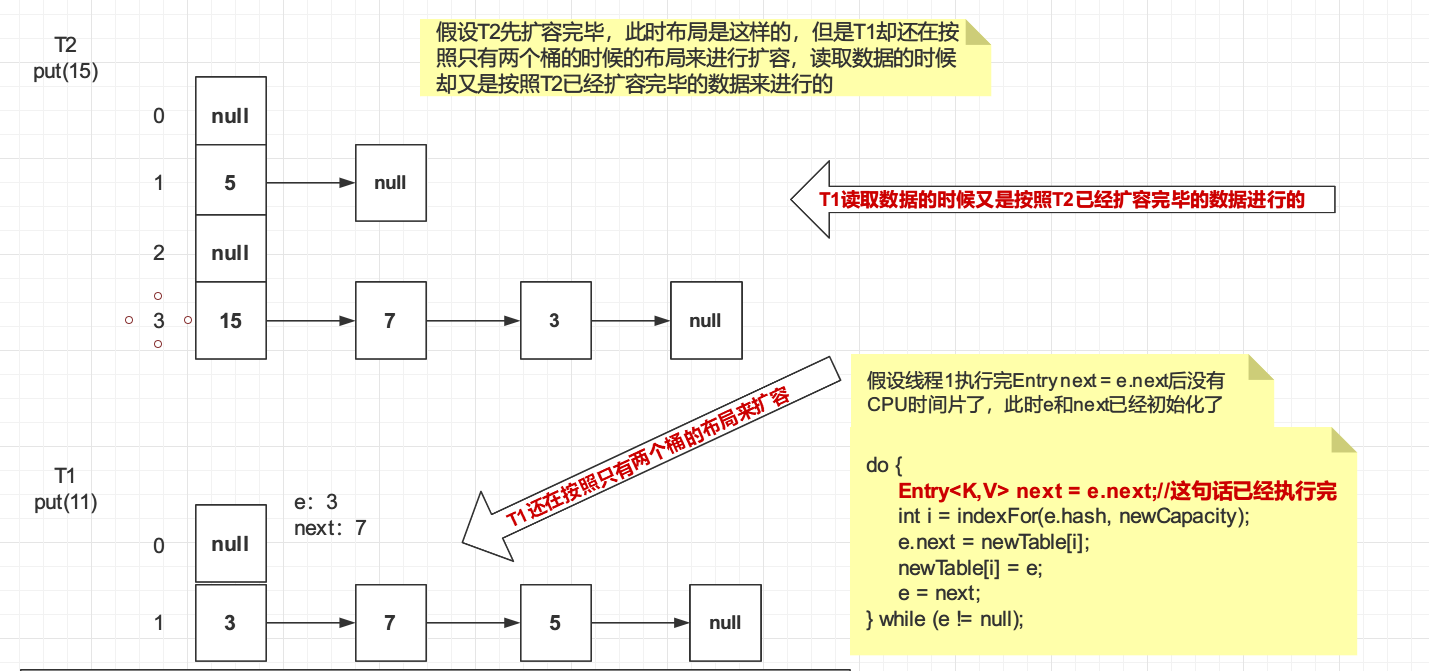 T2
put(15)
假设T2先扩容完毕，此时布局是这样的，但是T1却还在按
照只有两个桶的时候的布局来进行扩容，读取数据的时候
却又是按照T2已经扩容完毕的数据来进行的
0
null
1
5
null
2
null
3
15
7
3
null
T1读取数据的时候又是按照T2已经扩容完毕的数据进行的
T1还在按照只有两个桶的布局来扩容
假设线程1执行完Entry next = e.next后没有
CPU时间片了，此时e和next已经初始化了
do {
Entry<K,V> next = e.next;//这句话已经执行完
int i = indexFor(e.hash, newCapacity);
e.next = newTable[i];
newTable[i] = e;
e = next;
} while (e != null);
T1
put(11)
e：3
next：7
0
null
1
3
7
5
null